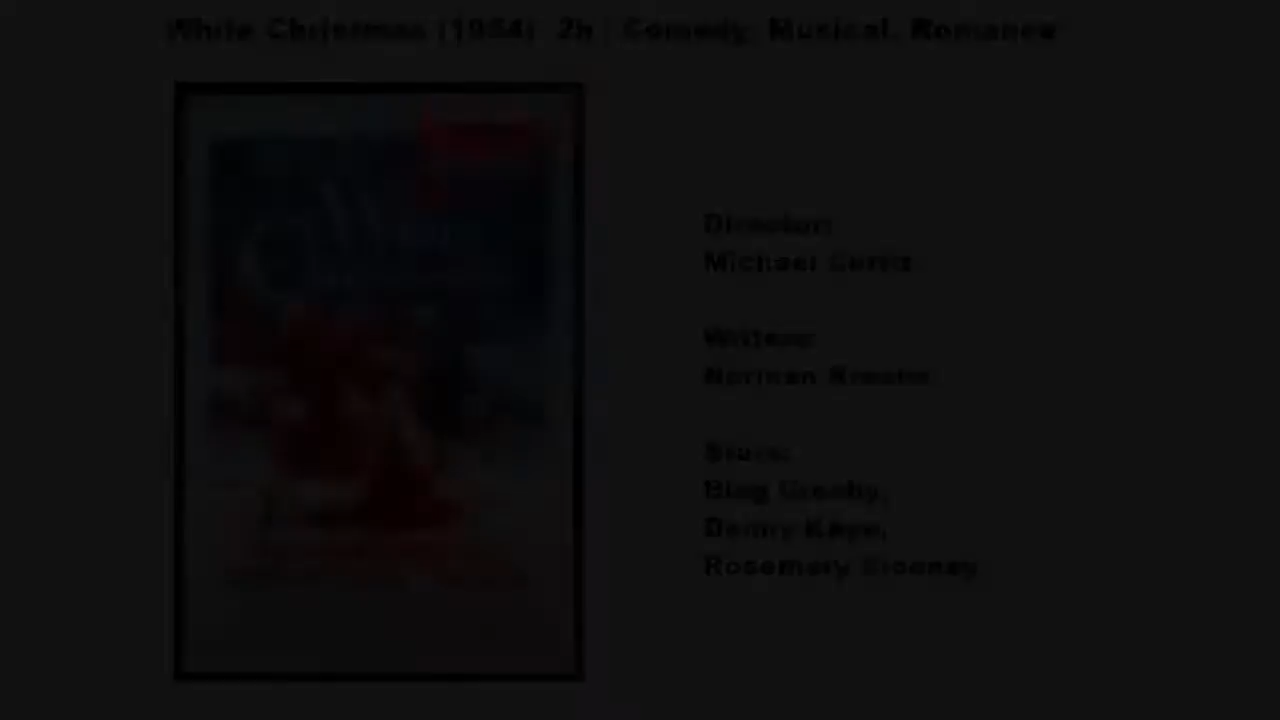 White Christmas (1954) 2h | Comedy, Musical, Romance
Director:
Michael Curtiz
Writers:
Norman Krasna
Stars:
Bing Crosby,
Danny Kaye,
Rosemary Clooney